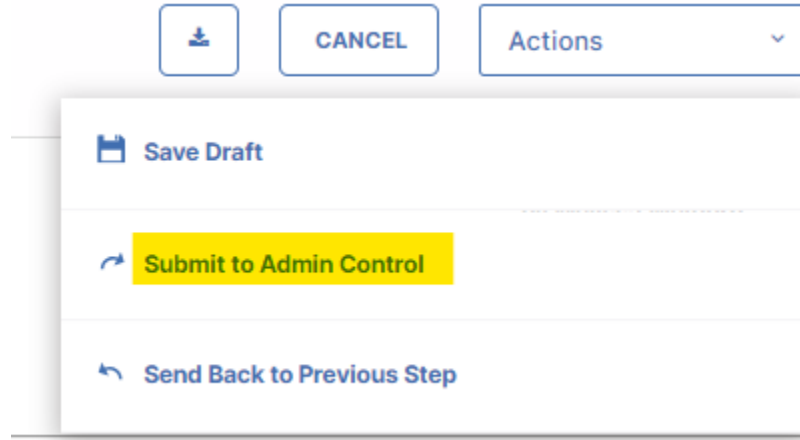 CANCEL
Actions
Save Draft
Submit to Admin Control
Send Back to Previous Step